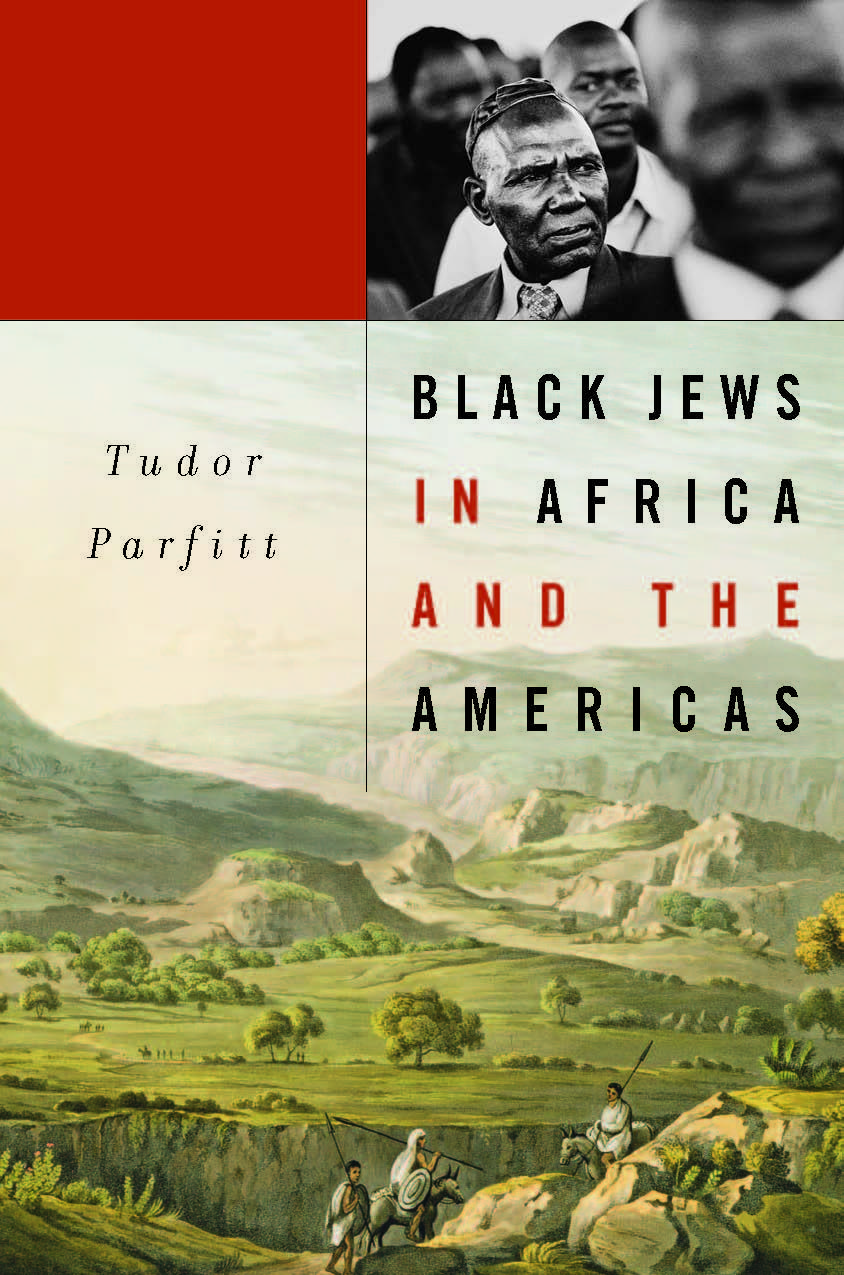 Tudor
Parfitt
BLACK JEWS
IN AFRICA
AND THE
AMERICAS